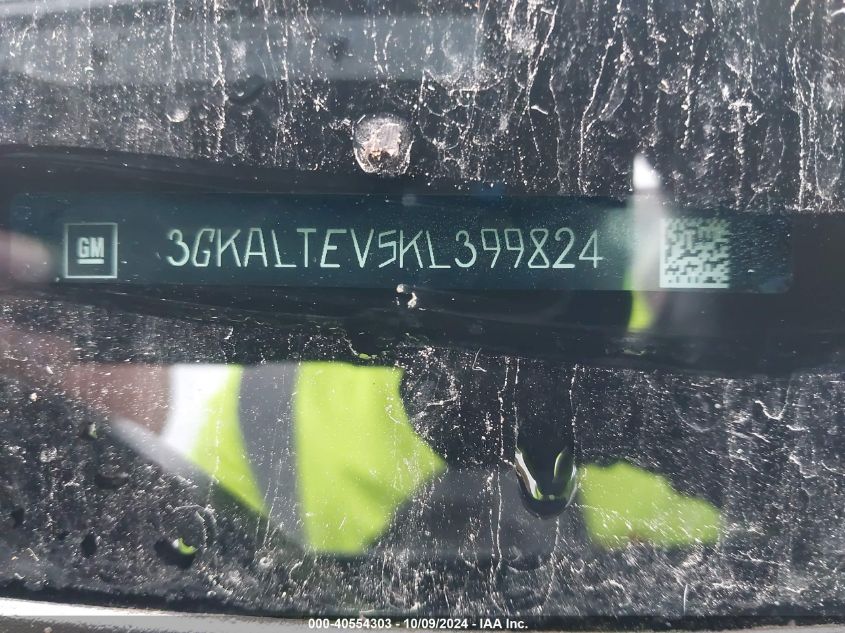 GM 3GKALTEV5KL399824
000-40554303 - 10/09/2024 - IAA Inc.